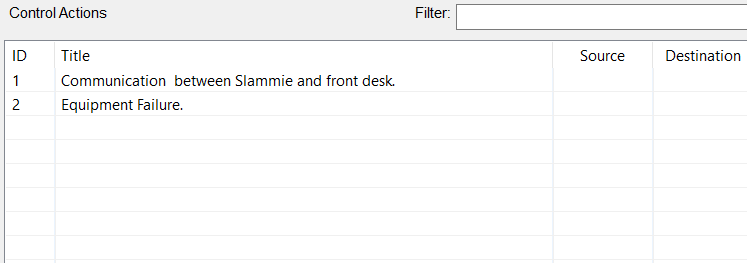 Control Actions Filter:
ID Title Source Destination
1 Communication  between Slammie and front desk.
2 Equipment Failure.